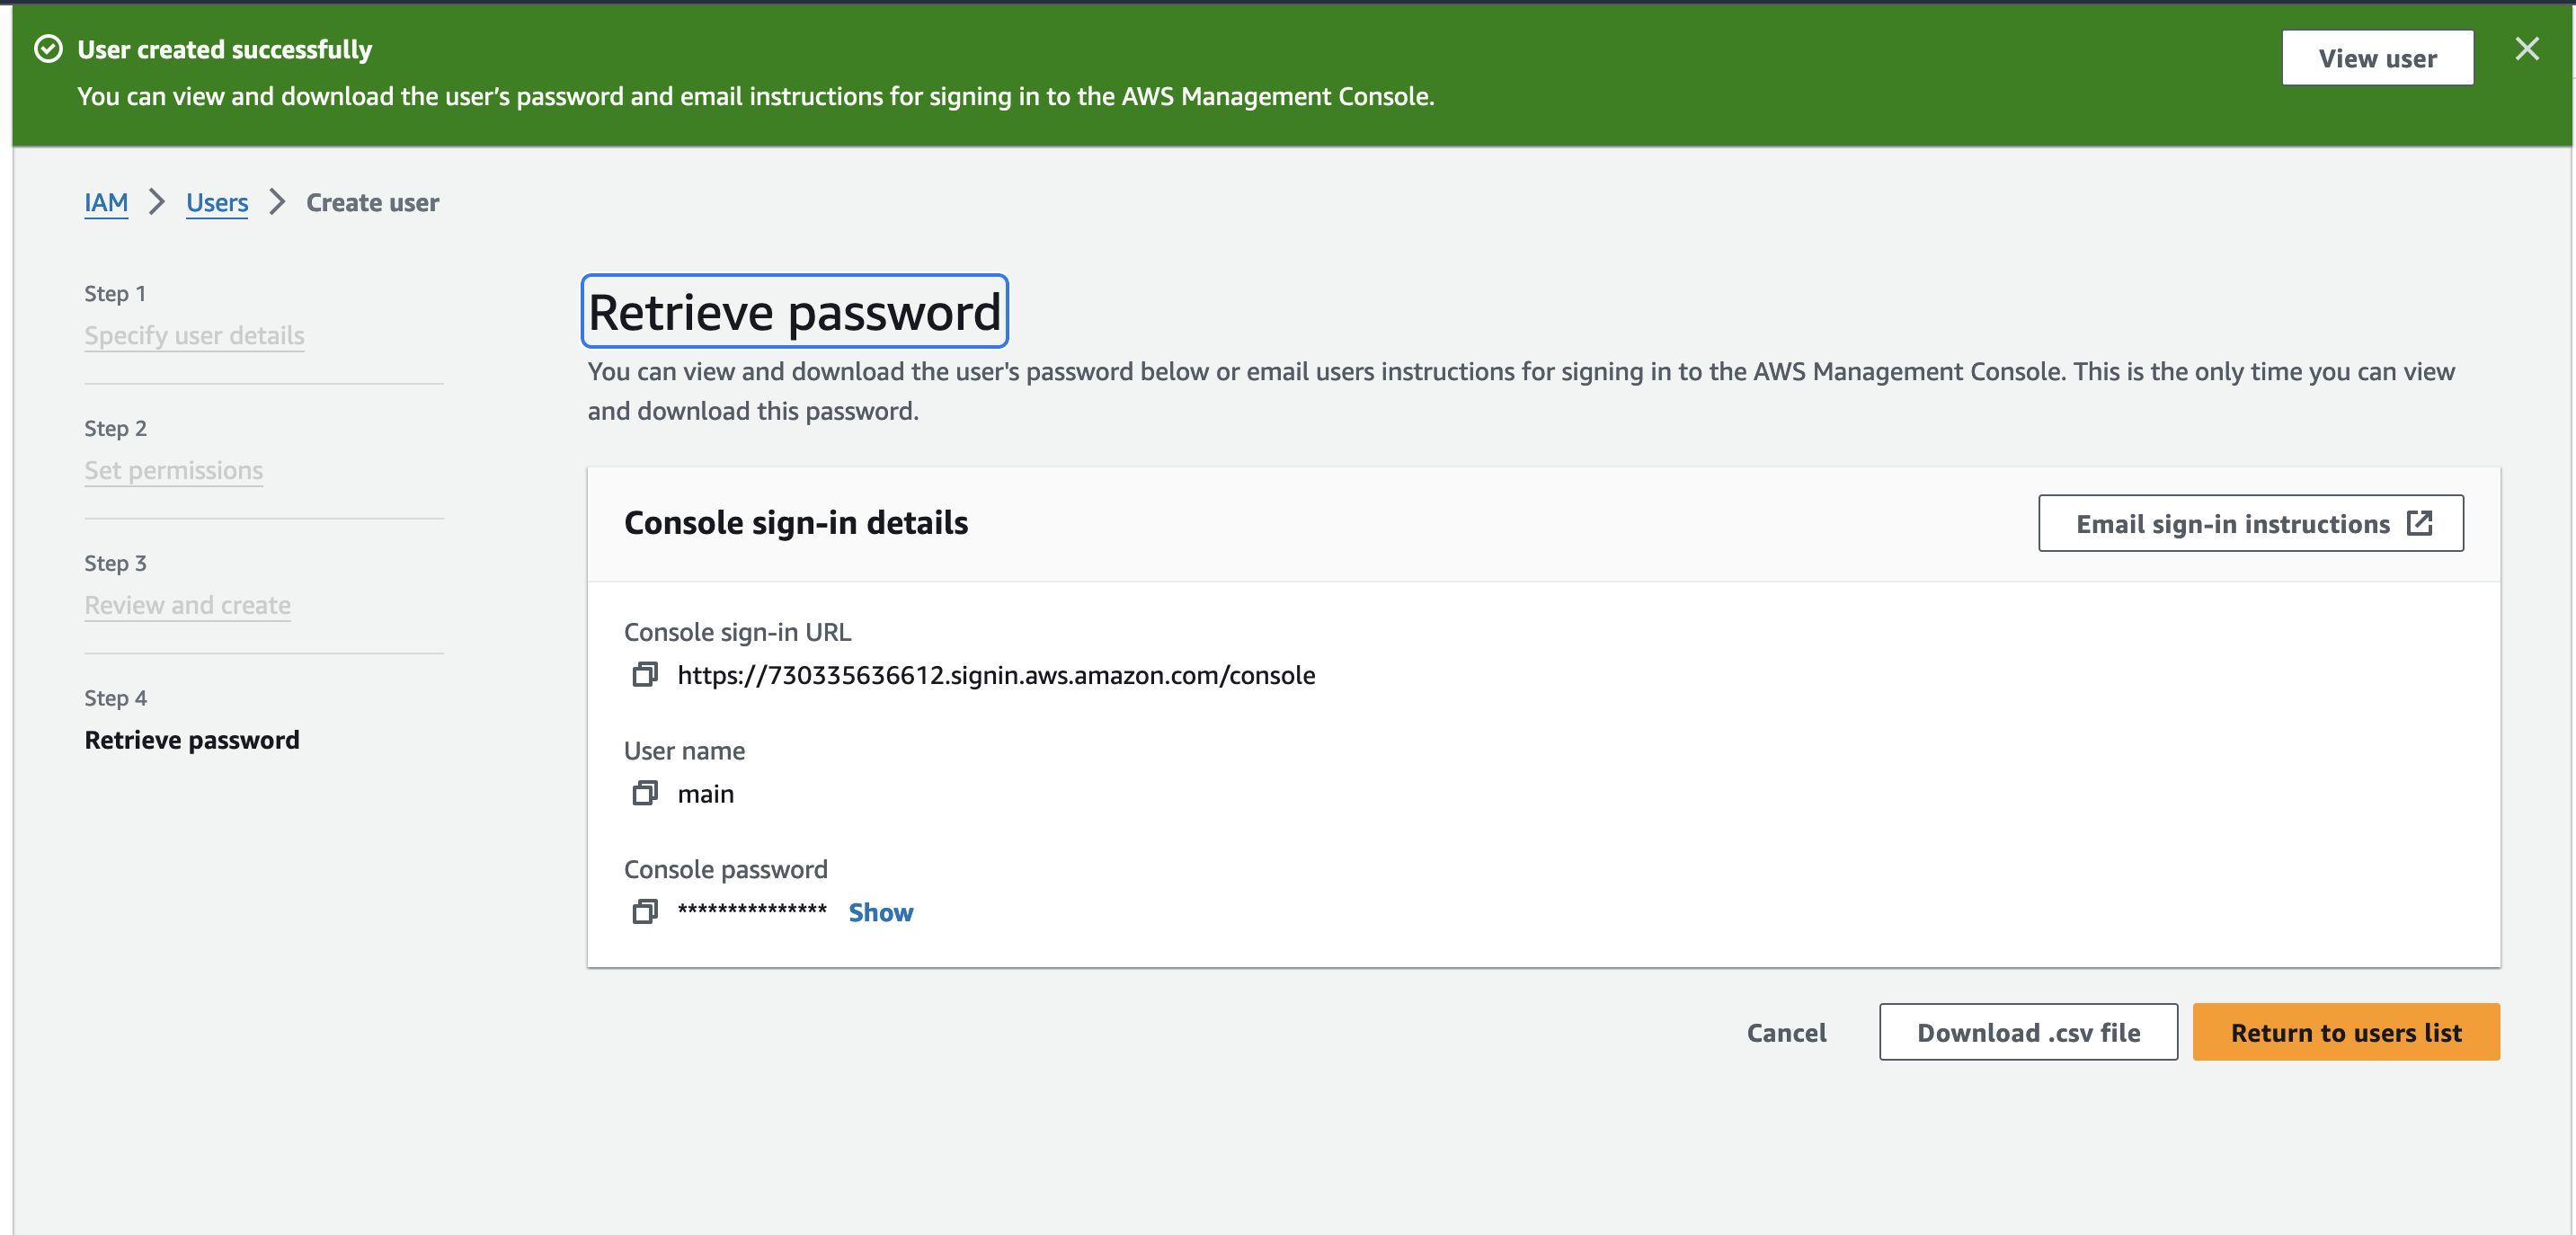 User created successfully
You can view and download the user’s password and email instructions for signing in to the AWS Management Console.
View user
IAM > Users > Create user
Step 1
Specify user details
Step 2
Set permissions
Step 3
Review and create
Step 4
Retrieve password
Retrieve password
You can view and download the user's password below or email users instructions for signing in to the AWS Management Console. This is the only time you can view
and download this password.
Console sign-in details
Email sign-in instructions
Console sign-in URL
https://730335636612.signin.aws.amazon.com/console
User name
main
Console password
*************** Show
Cancel
Download .csv file
Return to users list